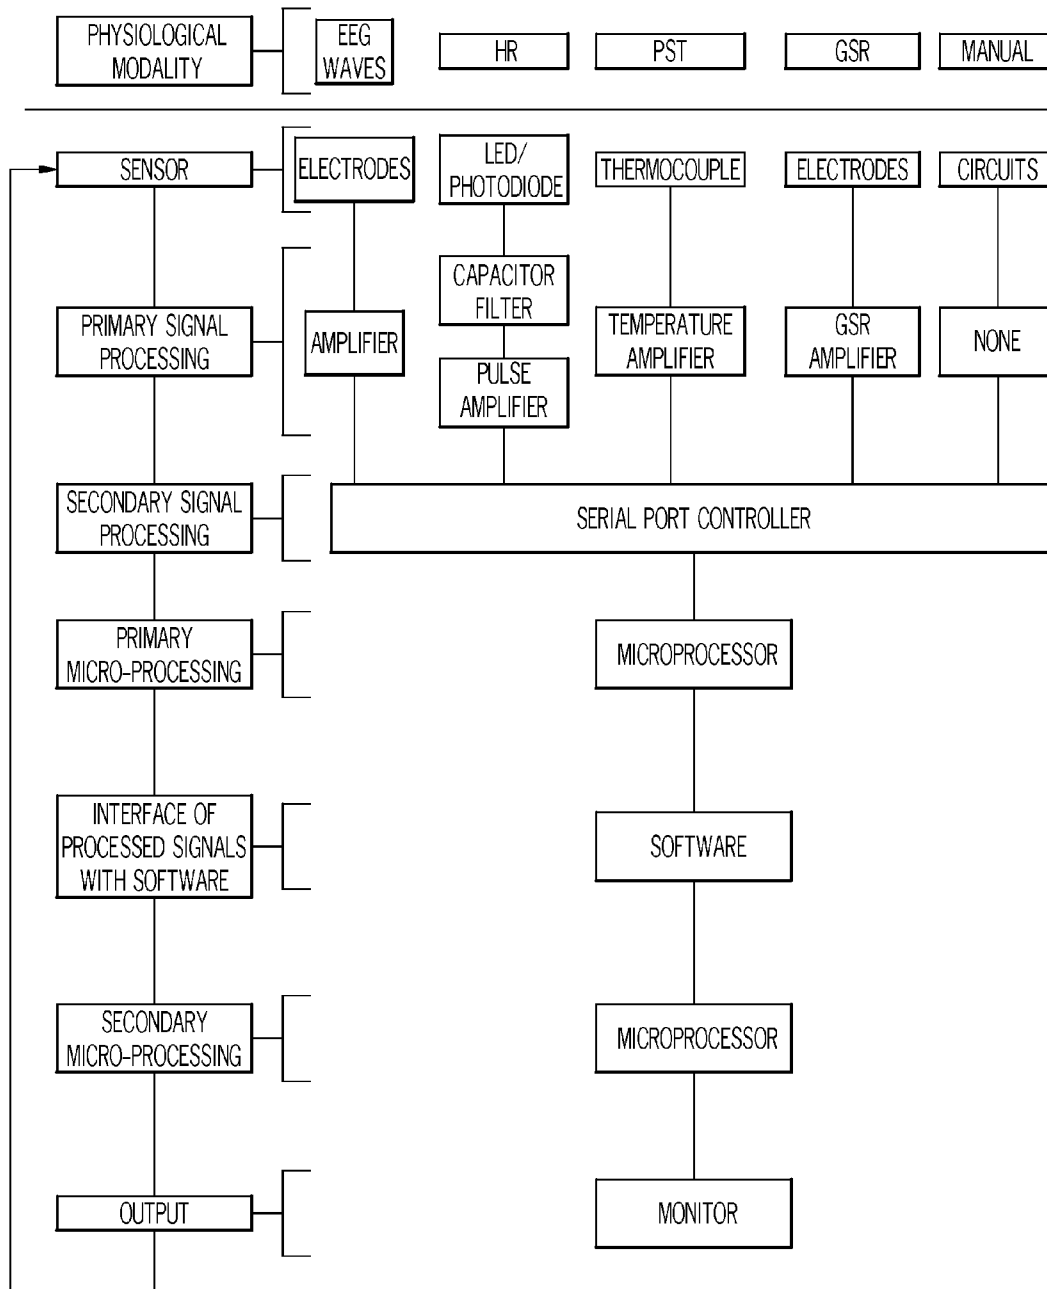 PHYSIOLOGICAL
MODALITY
EEG
WAVES
HR
PST
GSR
MANUAL
SENSOR
ELECTRODES
LED/
PHOTODIODE
THERMOCOUPLE
ELECTRODES
CIRCUITS
CAPACITOR
FILTER
PRIMARY SIGNAL
PROCESSING
AMPLIFIER
PULSE
AMPLIFIER
TEMPERATURE
AMPLIFIER
GSR
AMPLIFIER
NONE
SECONDARY SIGNAL
PROCESSING
SERIAL PORT CONTROLLER
PRIMARY
MICRO-PROCESSING
MICROPROCESSOR
INTERFACE OF
PROCESSED SIGNALS
WITH SOFTWARE
SOFTWARE
SECONDARY
MICRO-PROCESSING
MICROPROCESSOR
OUTPUT
MONITOR